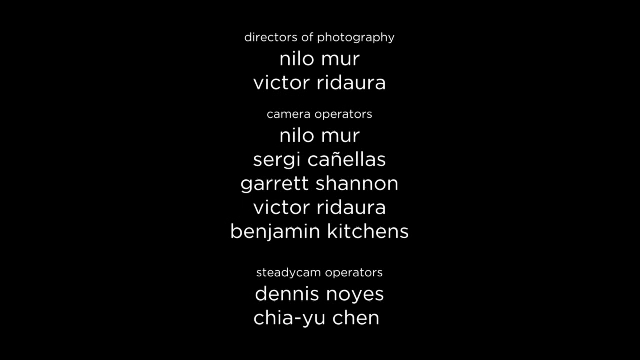 directors of photography
nilo mur
victor ridaura
camera operators
nilo mur
sergi cañellas
garrett shannon
victor ridaura
benjamin kitchens
steadycam operators
dennis noyes
chia-yu chen